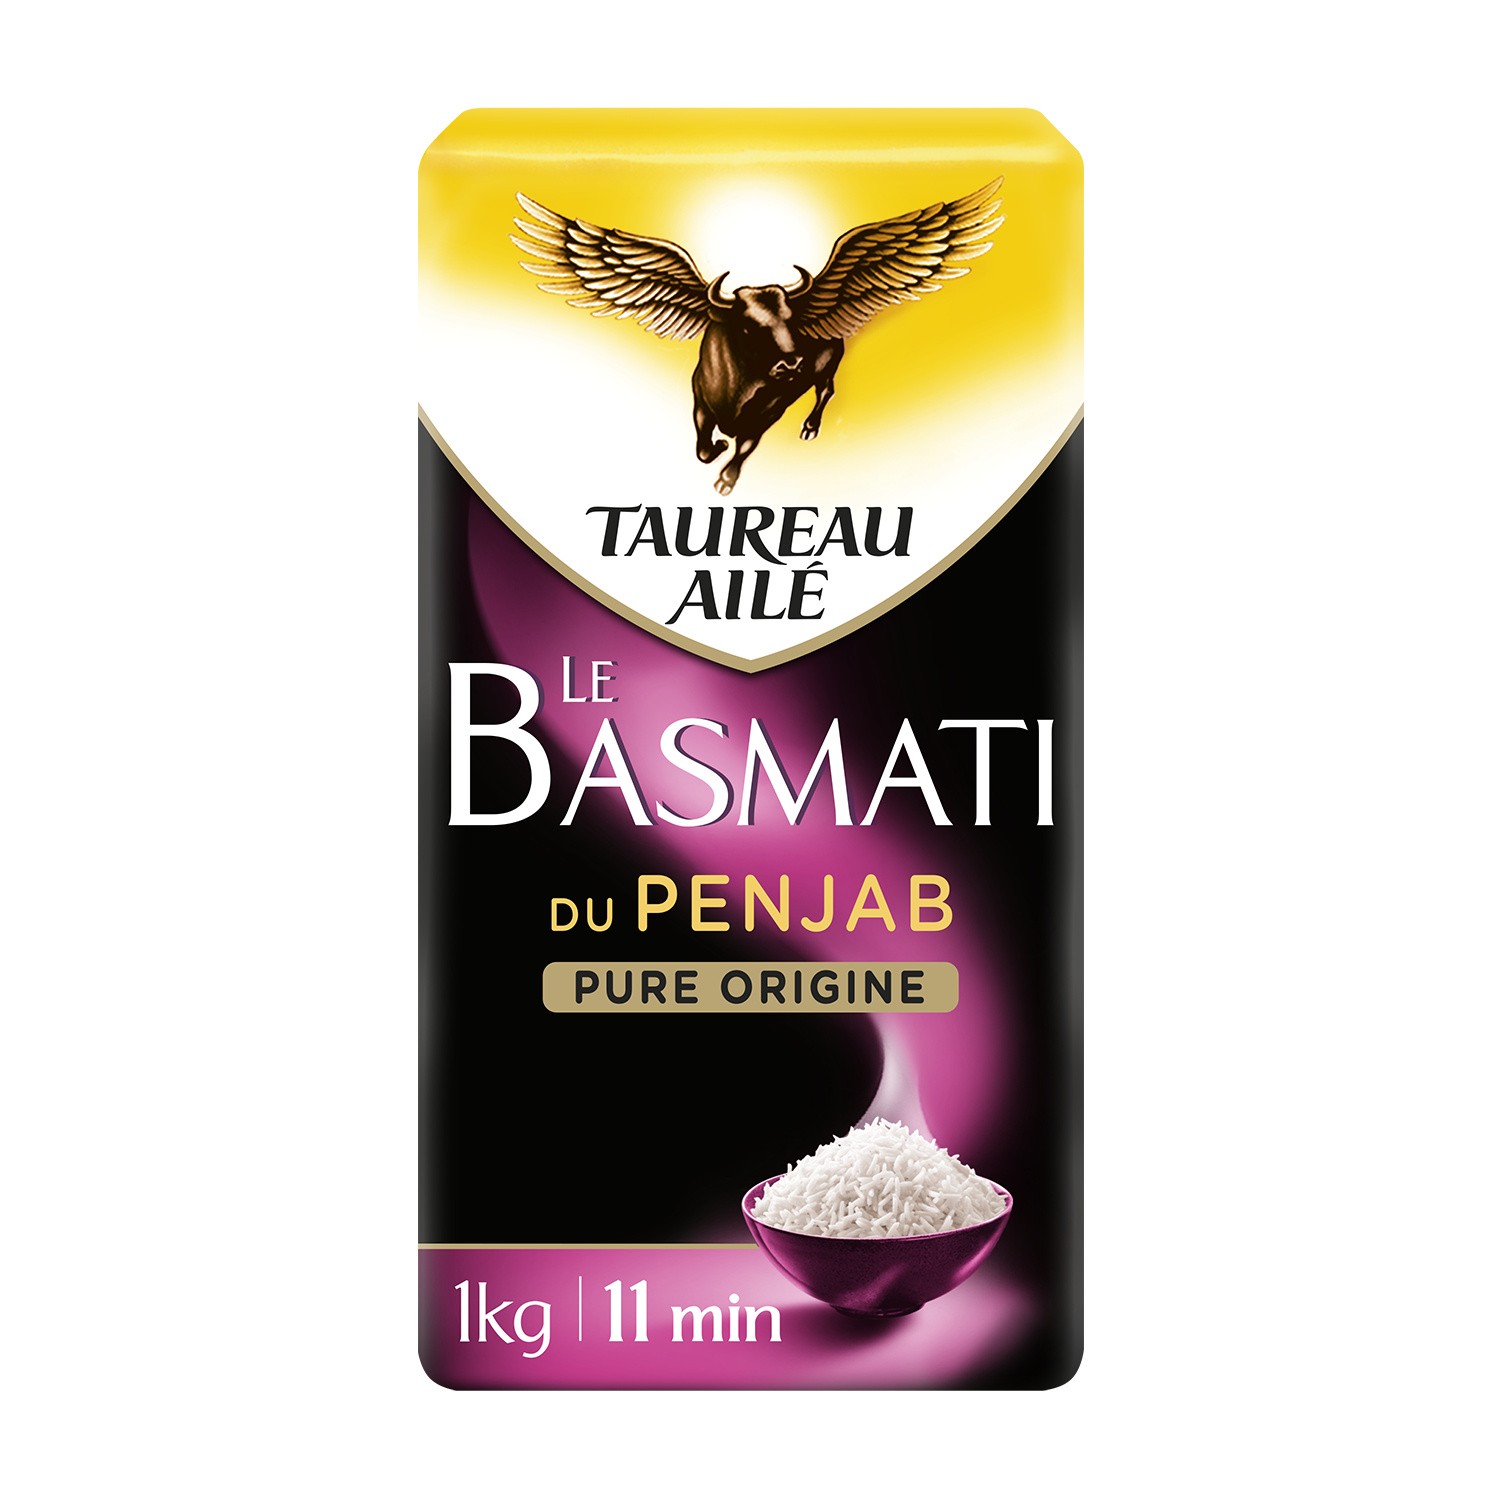 TAUREAU
AILÉ
LE
BASMATI
DU PENJAB
PURE ORIGINE
1kg | 11 min